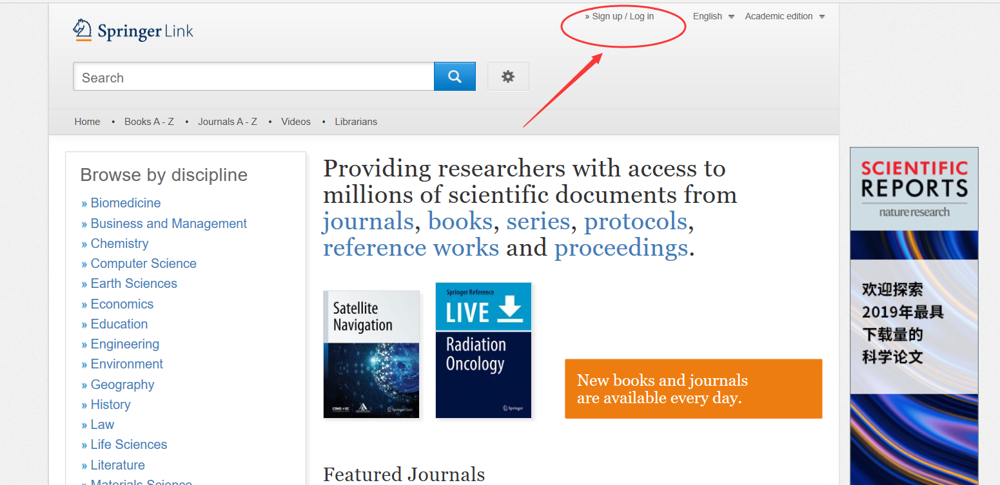 » Sign up / Log in
English
Academic edition
Springer Link
Search
Home • Books A - Z • Journals A - Z • Videos • Librarians
Browse by discipline
» Biomedicine
» Business and Management
» Chemistry
» Computer Science
» Earth Sciences
» Economics
» Education
» Engineering
» Environment
» Geography
» History
» Law
» Life Sciences
» Literature
» Materials Science
Providing researchers with access to
millions of scientific documents from
journals, books, series, protocols,
reference works and proceedings.
Satellite
Navigation
Springer Open
Springer Reference
LIVE
Radiation
Oncology
Springer
New books and journals
are available every day.
Featured Journals
SCIENTIFIC
REPORTS
nature research
欢迎探索
2019年最具
下载量的
科学论文